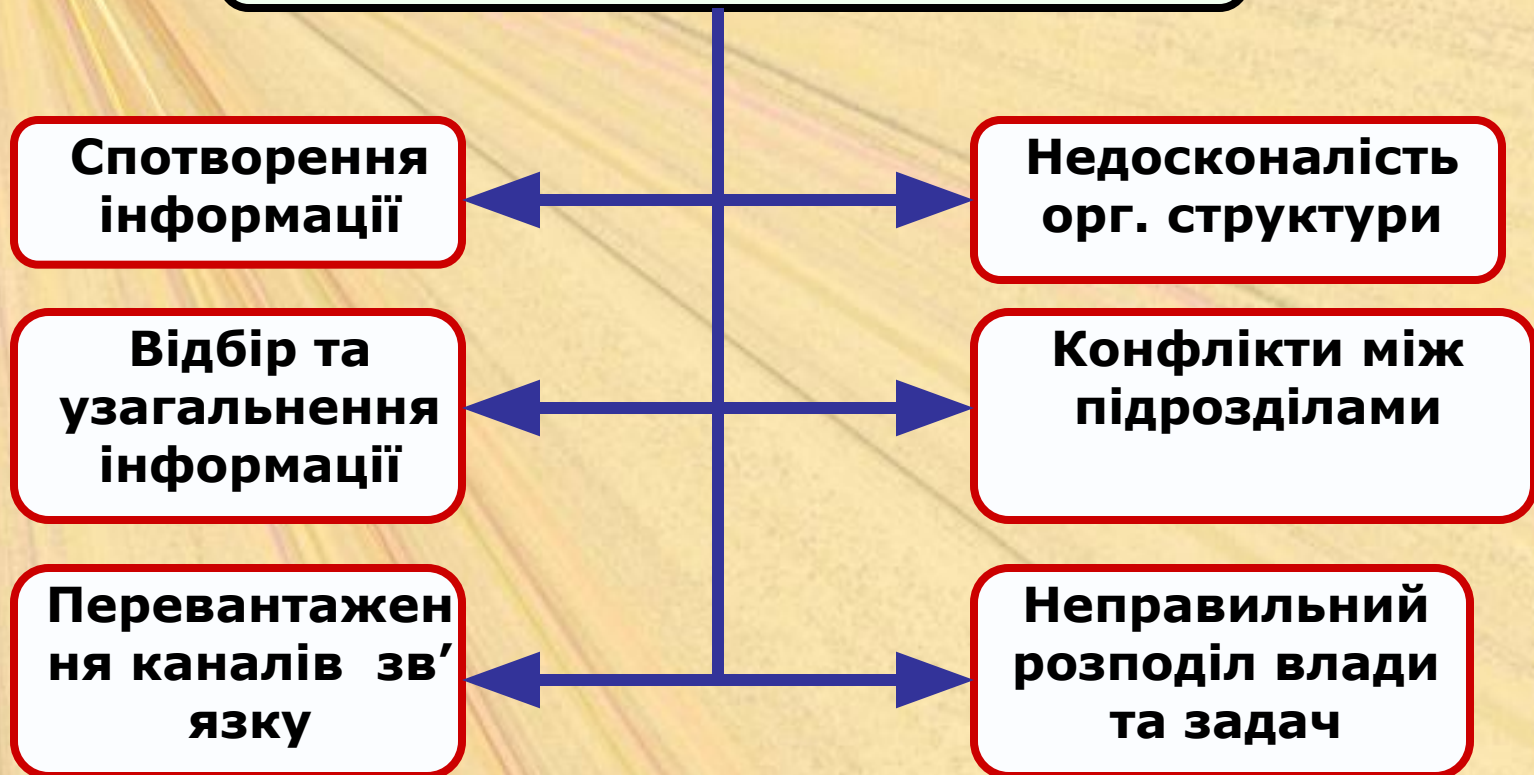 Спотворення
інформації
Недосконалість
орг. структури
Відбір та
узагальнення
інформації
Конфлікти між
підрозділами
Перевантажен
ня каналів зв’
язку
Неправильний
розподіл влади
та задач